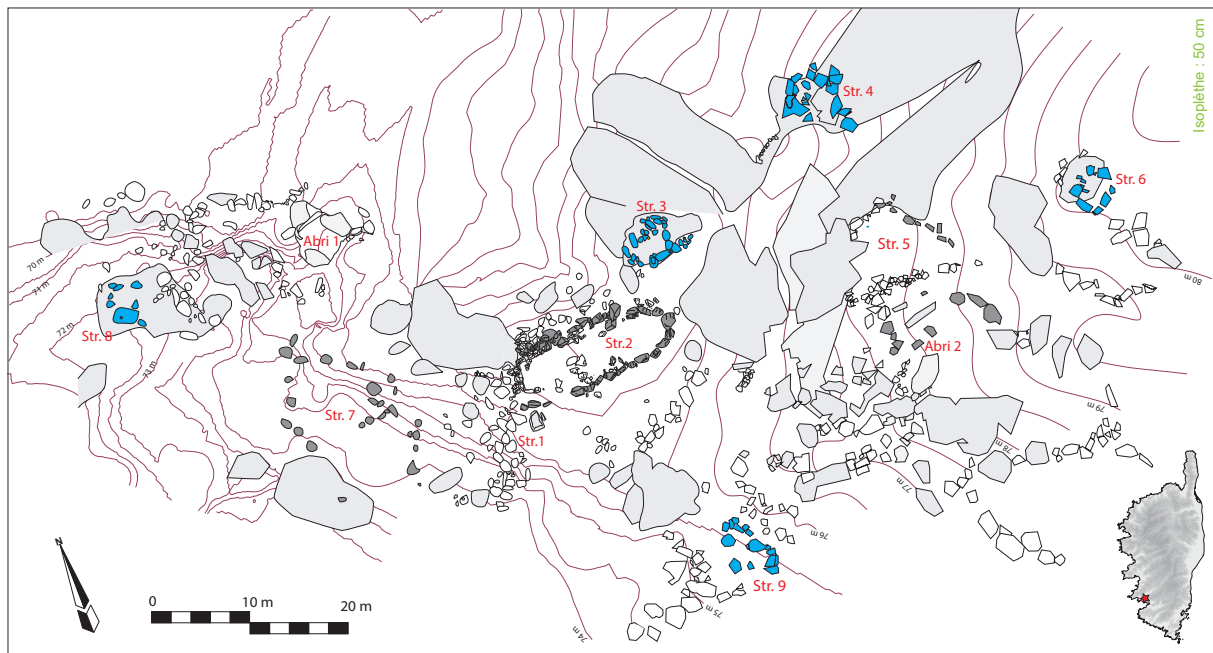 Isoplèthe : 50 cm
Str. 4
Str. 6
Str. 3
Abri 1
Str. 5
70 m
71 m
80 m
72 m
Str. 8
Str.2
Abri 2
73 m
Str. 7
79 m
Str.1
78 m
77 m
76 m
N
Str. 9
0
10 m
20 m
75 m
74 m